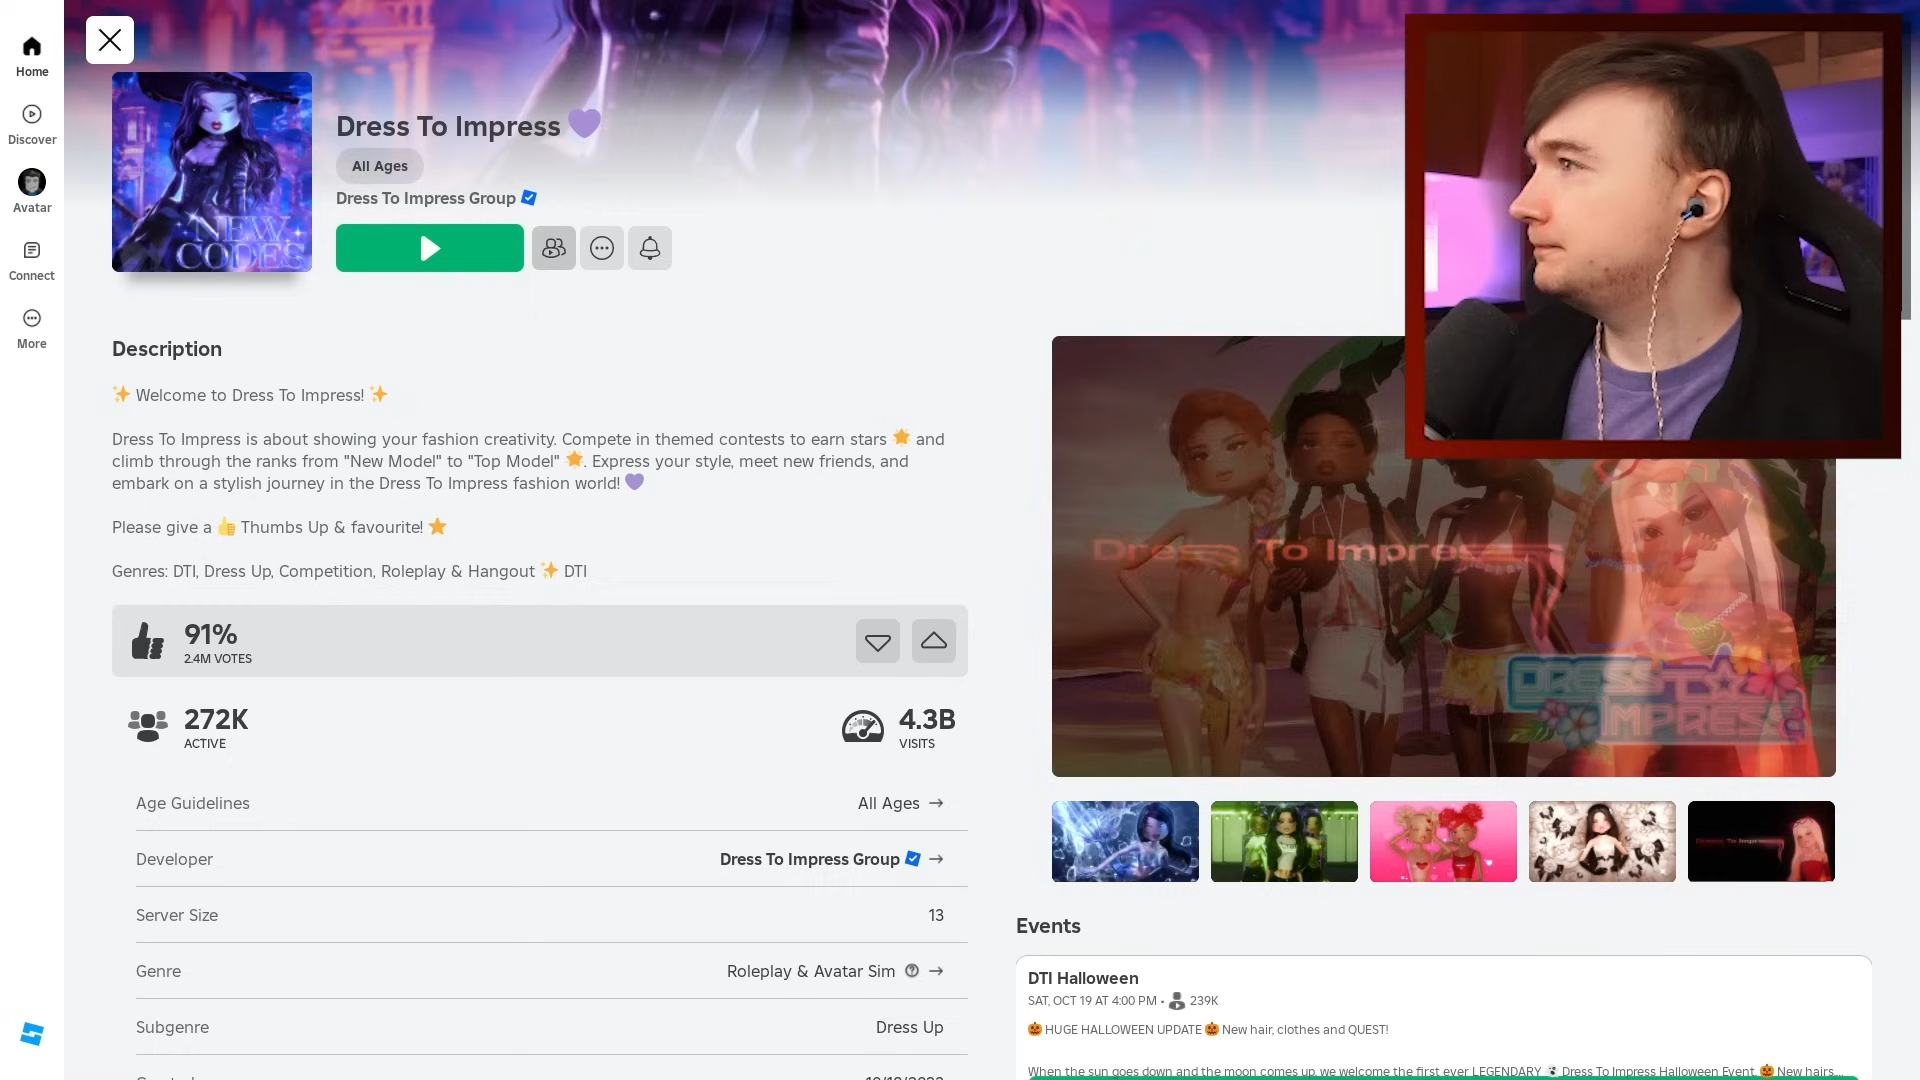 Home
Discover
Avatar
Connect
More
NEW
CODES
Dress To Impress 💜
All Ages
Dress To Impress Group
Description
✨ Welcome to Dress To Impress! ✨
Dress To Impress is about showing your fashion creativity. Compete in themed contests to earn stars 🌟 and
climb through the ranks from "New Model" to "Top Model" 🌟. Express your style, meet new friends, and
embark on a stylish journey in the Dress To Impress fashion world! 💜
Please give a 👍 Thumbs Up & favourite! ⭐
Genres: DTI, Dress Up, Competition, Roleplay & Hangout ✨ DTI
91%
2.4M VOTES
272K
ACTIVE
4.3B
VISITS
Age Guidelines
All Ages →
Developer
Dress To Impress Group →
Server Size
13
Genre
Roleplay & Avatar Sim →
Subgenre
Dress Up
Dress To Impress
DRESS TO
IMPRESS
Events
DTI Halloween
SAT, OCT 19 AT 4:00 PM • 239K
🎃 HUGE HALLOWEEN UPDATE 🎃 New hair, clothes and QUEST!
When the sun goes down and the moon comes up, we welcome the first ever LEGENDARY Dress To Impress Halloween Event. 🎃 New hairs...